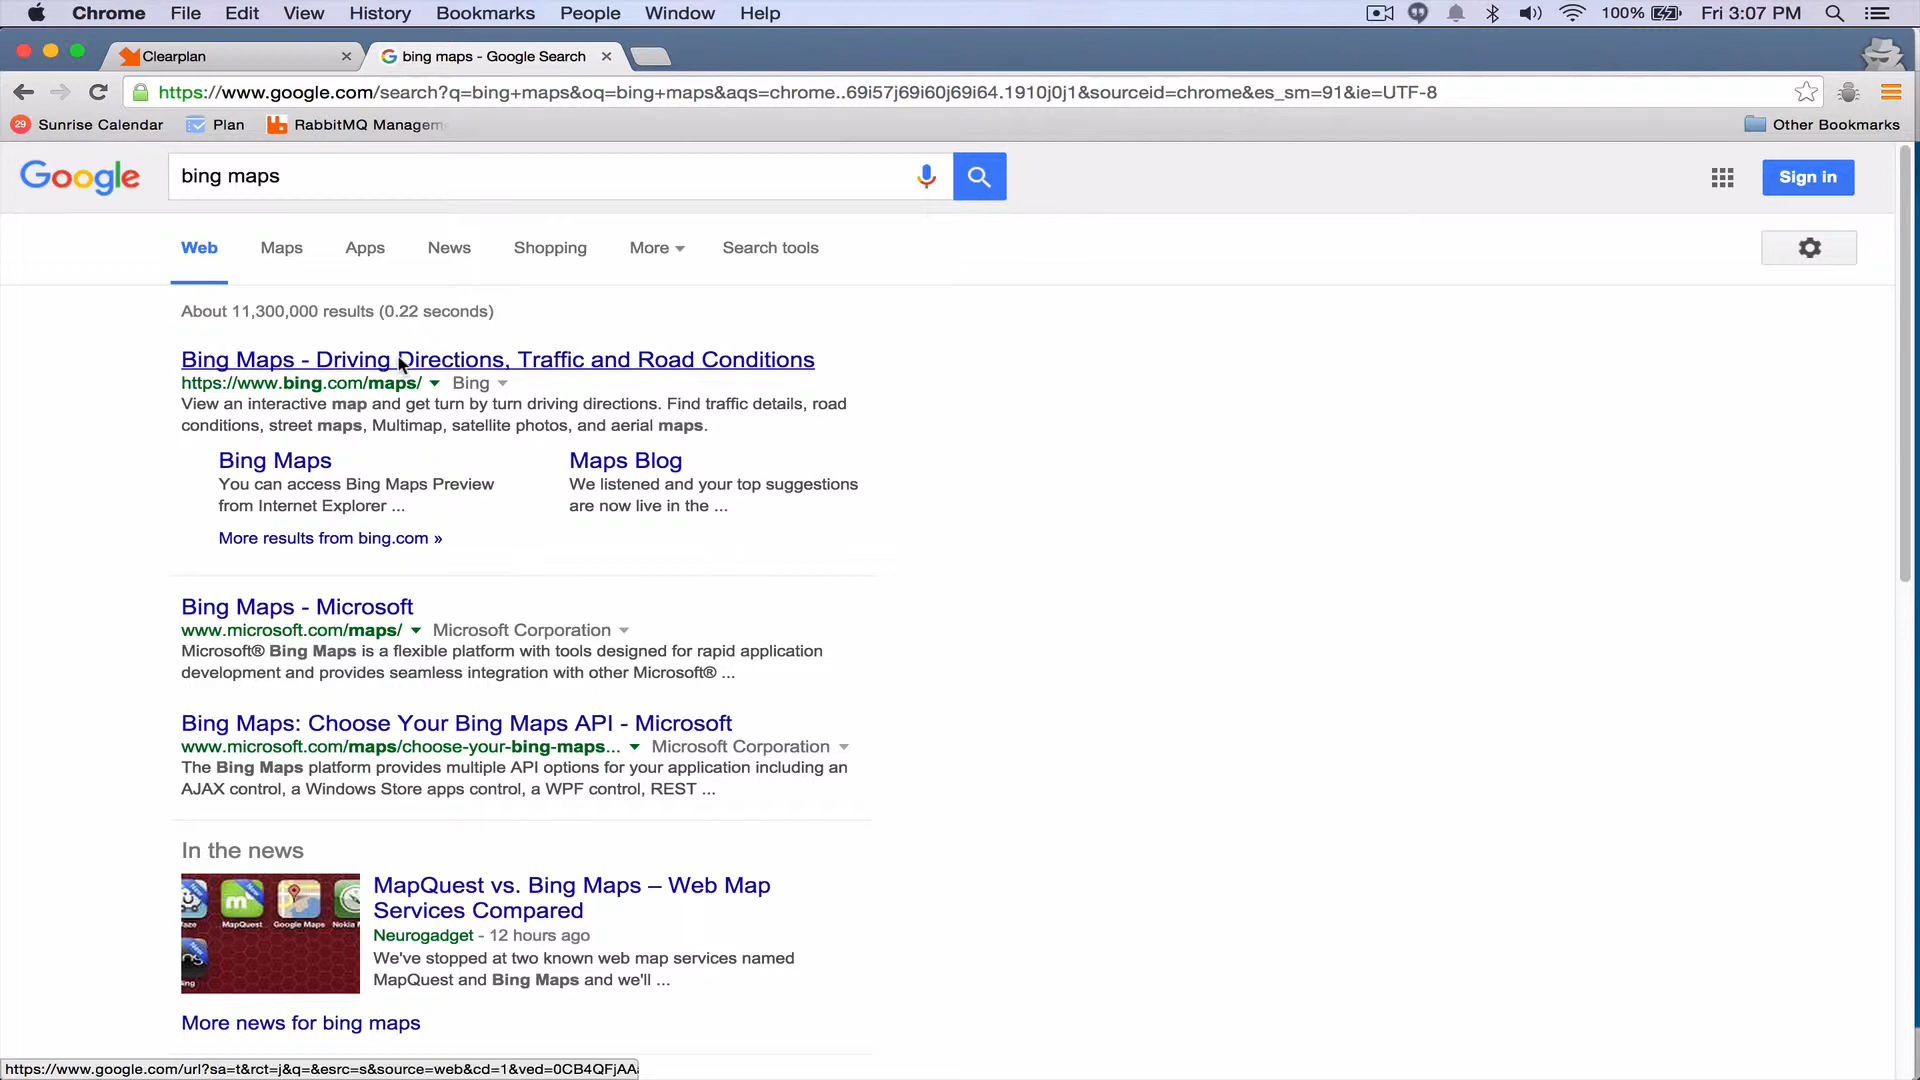 Chrome File Edit View History Bookmarks People Window Help 100% Fri 3:07 PM
Clearplan bing maps - Google Search
https://www.google.com/search?q=bing+maps&oq=bing+maps&aqs=chrome..69i57j69i60j69i64.1910j0j1&sourceid=chrome&es_sm=91&ie=UTF-8
29 Sunrise Calendar Plan RabbitMQ Managem Other Bookmarks
Google bing maps Sign in
Web Maps Apps News Shopping More Search tools
About 11,300,000 results (0.22 seconds)
Bing Maps - Driving Directions, Traffic and Road Conditions
https://www.bing.com/maps/ Bing
View an interactive map and get turn by turn driving directions. Find traffic details, road
conditions, street maps, Multimap, satellite photos, and aerial maps.
Bing Maps
You can access Bing Maps Preview
from Internet Explorer ...
Maps Blog
We listened and your top suggestions
are now live in the ...
More results from bing.com »
Bing Maps - Microsoft
www.microsoft.com/maps/ Microsoft Corporation
Microsoft® Bing Maps is a flexible platform with tools designed for rapid application
development and provides seamless integration with other Microsoft® ...
Bing Maps: Choose Your Bing Maps API - Microsoft
www.microsoft.com/maps/choose-your-bing-maps... Microsoft Corporation
The Bing Maps platform provides multiple API options for your application including an
AJAX control, a Windows Store apps control, a WPF control, REST ...
In the news
MapQuest Google Maps Nokia
MapQuest vs. Bing Maps – Web Map
Services Compared
Neurogadget - 12 hours ago
We've stopped at two known web map services named
MapQuest and Bing Maps and we'll ...
More news for bing maps
https://www.google.com/url?sa=t&rct=j&q=&esrc=s&source=web&cd=1&ved=0CB4QFjAA